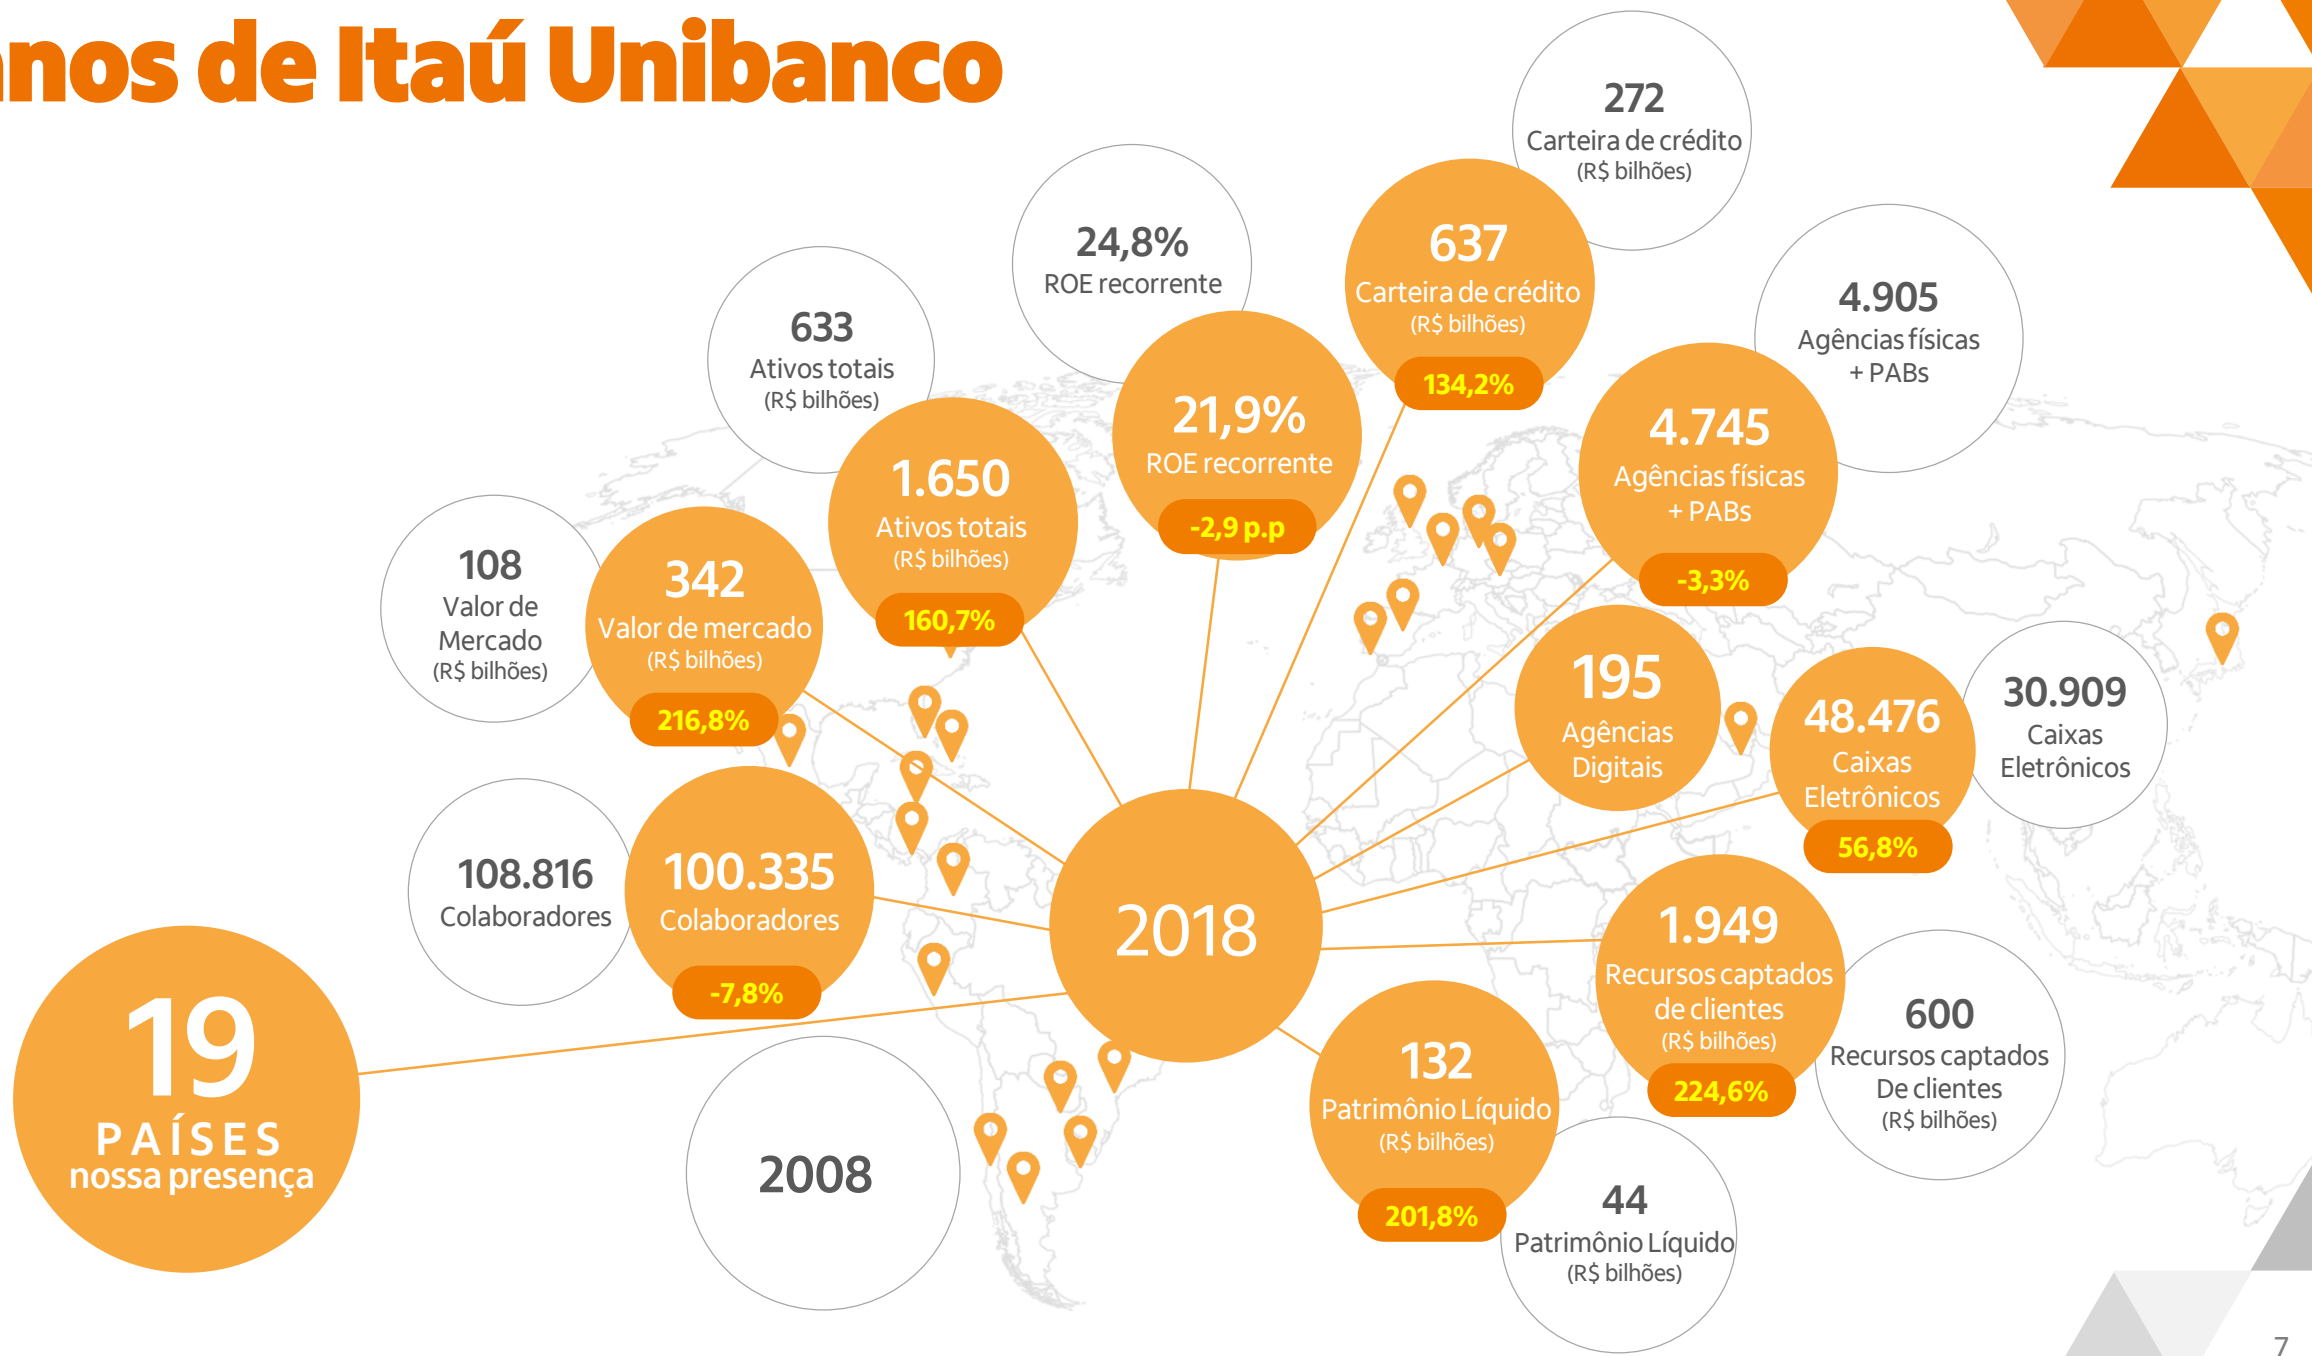 anos de Itaú Unibanco
272
Carteira de crédito
(R$ bilhões)
637
Carteira de crédito
(R$ bilhões)
134,2%
24,8%
ROE recorrente
21,9%
ROE recorrente
-2,9 p.p
4.905
Agências físicas
+ PABs
4.745
Agências físicas
+ PABs
-3,3%
633
Ativos totais
(R$ bilhões)
1.650
Ativos totais
(R$ bilhões)
160,7%
108
Valor de
Mercado
(R$ bilhões)
342
Valor de mercado
(R$ bilhões)
216,8%
195
Agências
Digitais
48.476
Caixas
Eletrônicos
56,8%
30.909
Caixas
Eletrônicos
108.816
Colaboradores
100.335
Colaboradores
-7,8%
2018
1.949
Recursos captados
de clientes
(R$ bilhões)
224,6%
600
Recursos captados
De clientes
(R$ bilhões)
19
PAÍSES
nossa presença
2008
132
Patrimônio Líquido
(R$ bilhões)
201,8%
44
Patrimônio Líquido
(R$ bilhões)
7